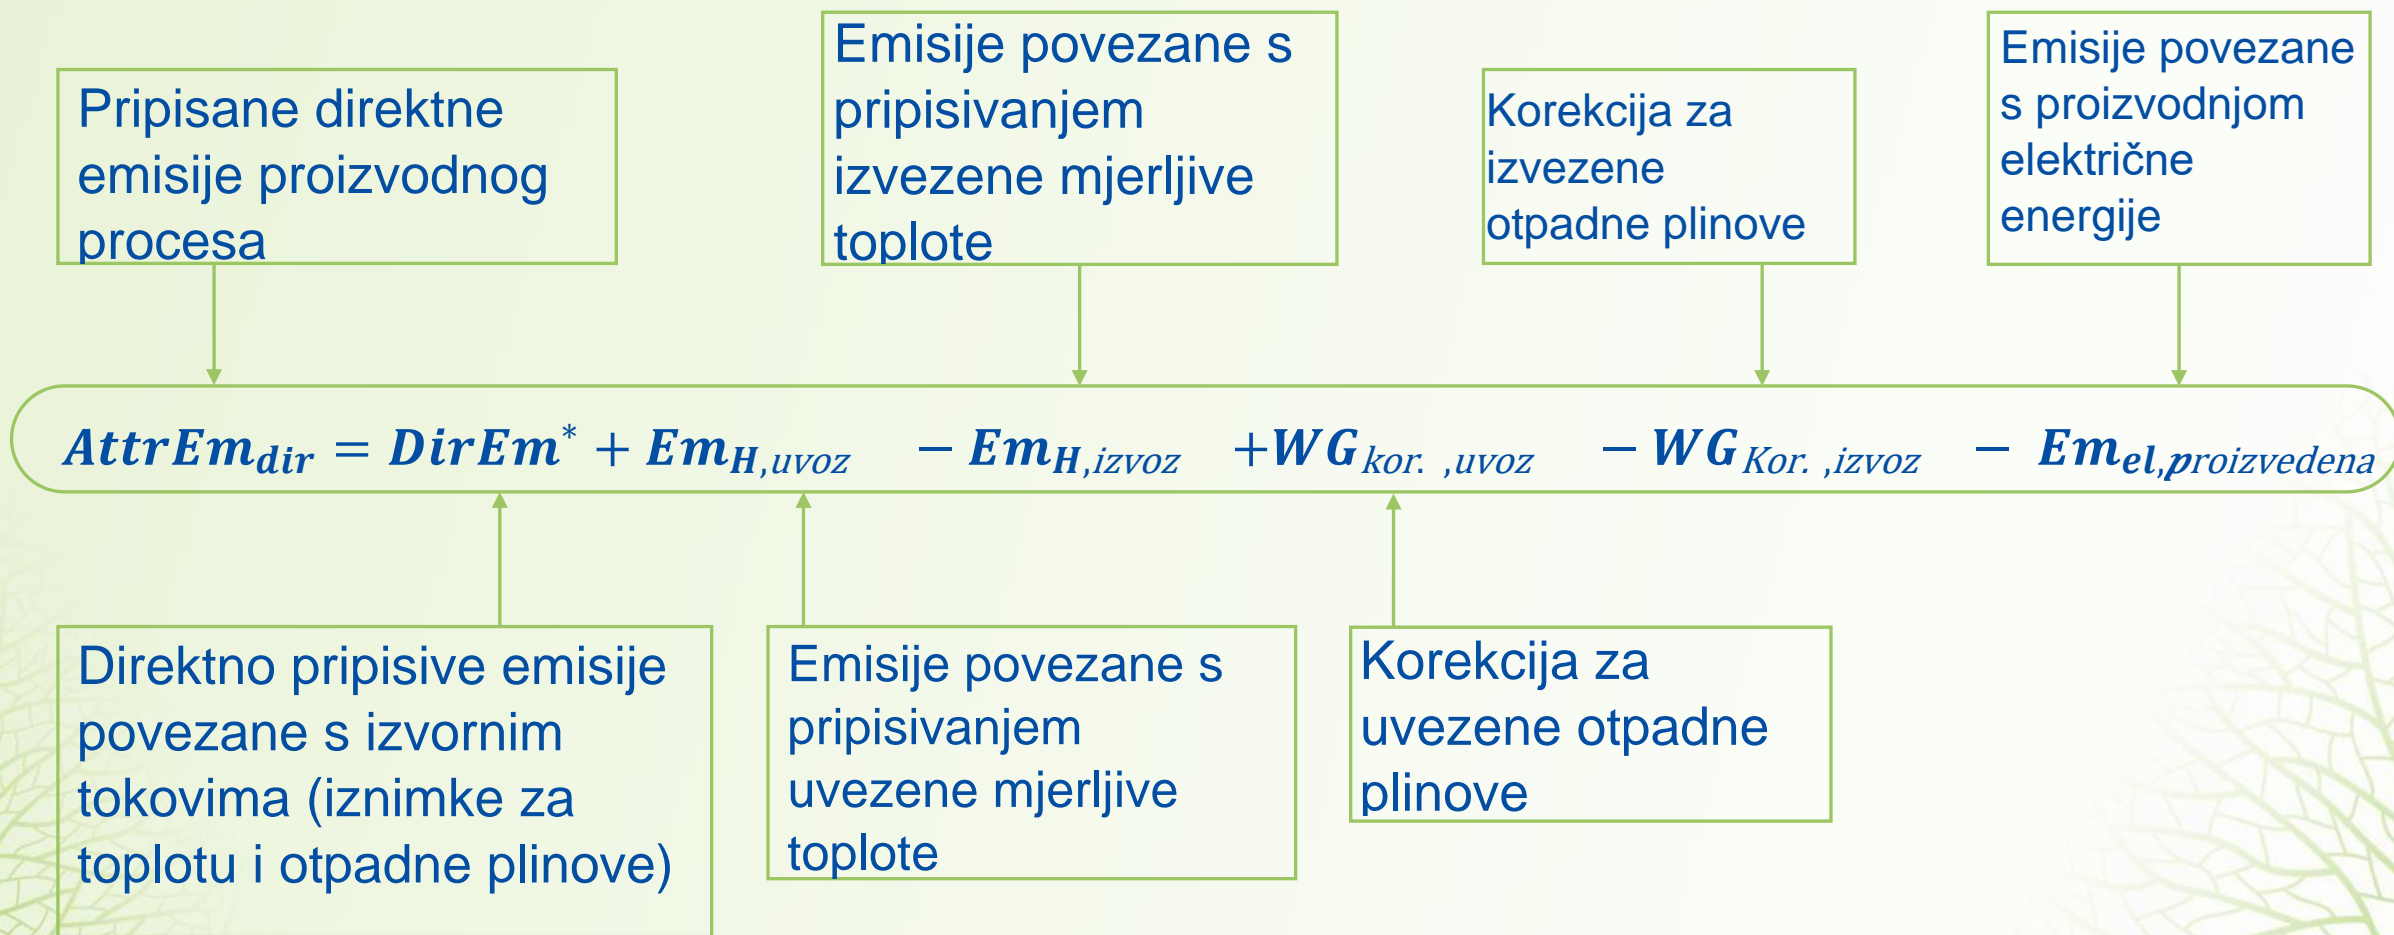 Pripisane direktne
emisije proizvodnog
procesa
Emisije povezane s
pripisivanjem
izvezene mjerljive
toplote
Korekcija za
izvezene
otpadne plinove
Emisije povezane
s proizvodnjom
električne
energije
AttrEm_dir = DirEm* + Em_H,uvoz − Em_H,izvoz +WG_kor. ,uvoz − WG_Kor. ,izvoz − Em_el,proizvedena
Direktno pripisive emisije
povezane s izvornim
tokovima (iznimke za
toplotu i otpadne plinove)
Emisije povezane s
pripisivanjem
uvezene mjerljive
toplote
Korekcija za
uvezene otpadne
plinove